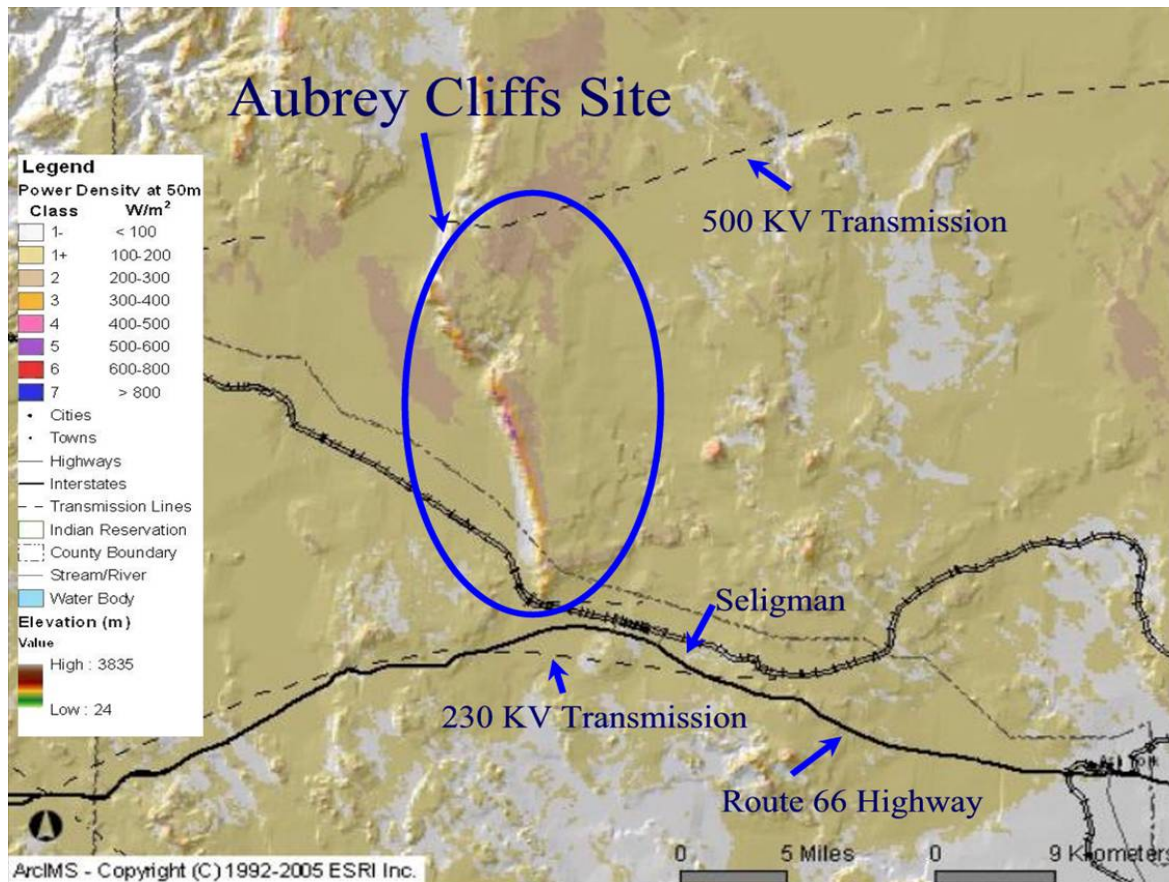 Aubrey Cliffs Site
500 KV Transmission
Legend
Power Density at 50m
Class W/m²
1- < 100
1+ 100-200
2 200-300
3 300-400
4 400-500
5 500-600
6 600-800
7 > 800
Cities
Towns
Highways
Interstates
Transmission Lines
Indian Reservation
County Boundary
Stream/River
Water Body
Elevation (m)
Value
High : 3835
Low : 24
Seligman
230 KV Transmission
Route 66 Highway
0 5 Miles 0 9 Kilometers
ArcIMS - Copyright (C) 1992-2005 ESRI Inc.